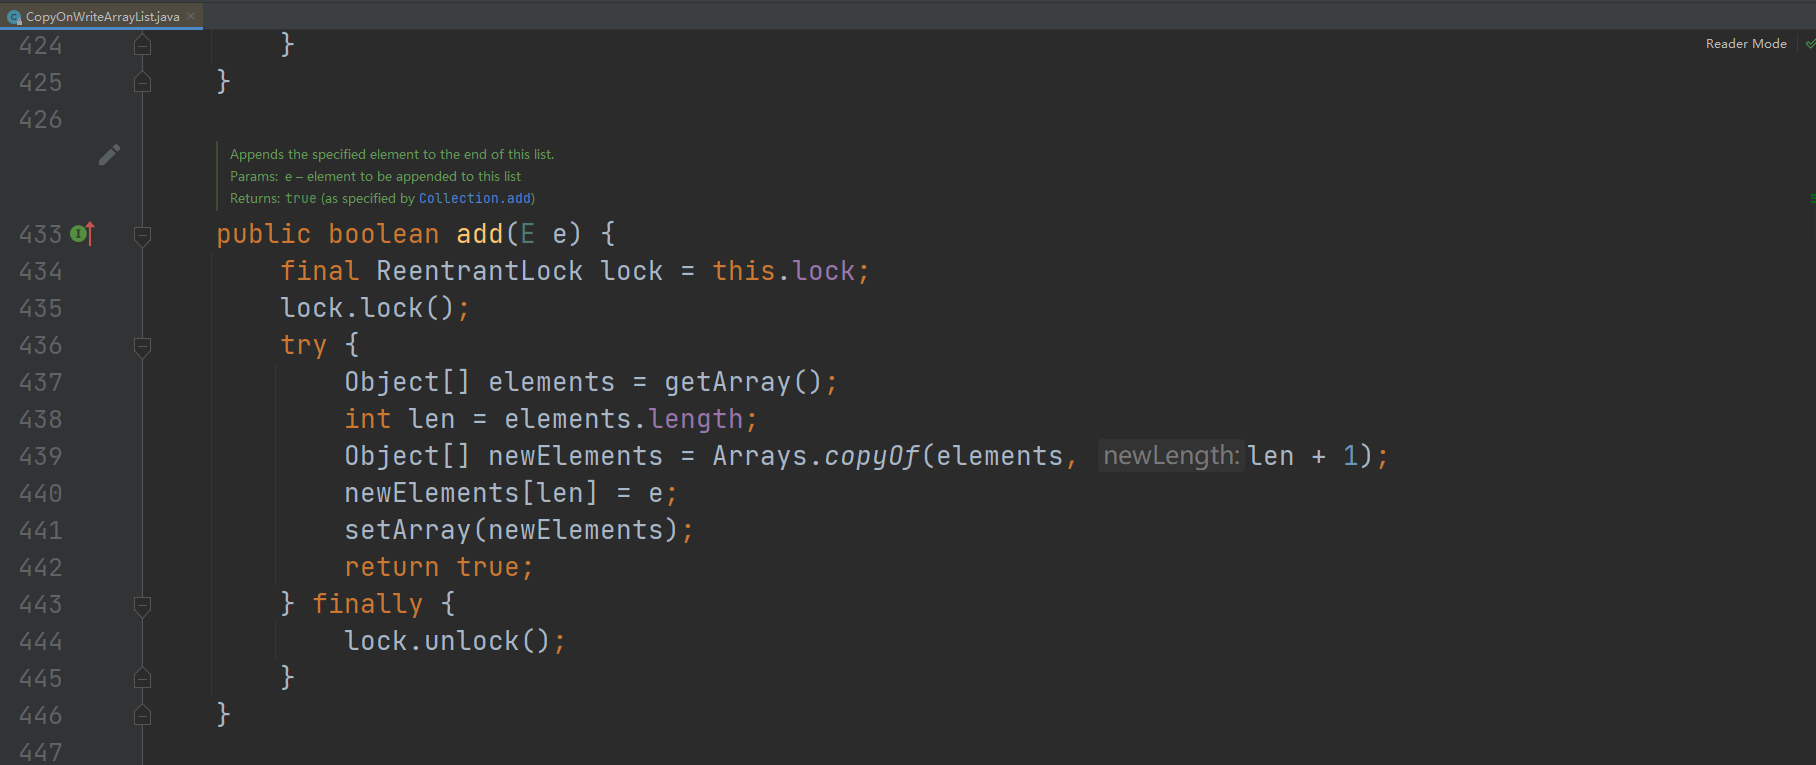 CopyOnWriteArrayList.java
Reader Mode
424 }
425 }
426
Appends the specified element to the end of this list.
Params: e – element to be appended to this list
Returns: true (as specified by Collection.add)
433 public boolean add(E e) {
434 final ReentrantLock lock = this.lock;
435 lock.lock();
436 try {
437 Object[] elements = getArray();
438 int len = elements.length;
439 Object[] newElements = Arrays.copyOf(elements, newLength: len + 1);
440 newElements[len] = e;
441 setArray(newElements);
442 return true;
443 } finally {
444 lock.unlock();
445 }
446 }
447